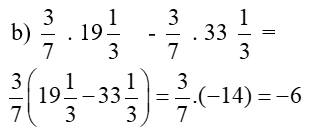 b) 3/7 . 19 1/3 - 3/7 . 33 1/3 =
3/7(19 1/3 − 33 1/3) = 3/7.(−14) = −6